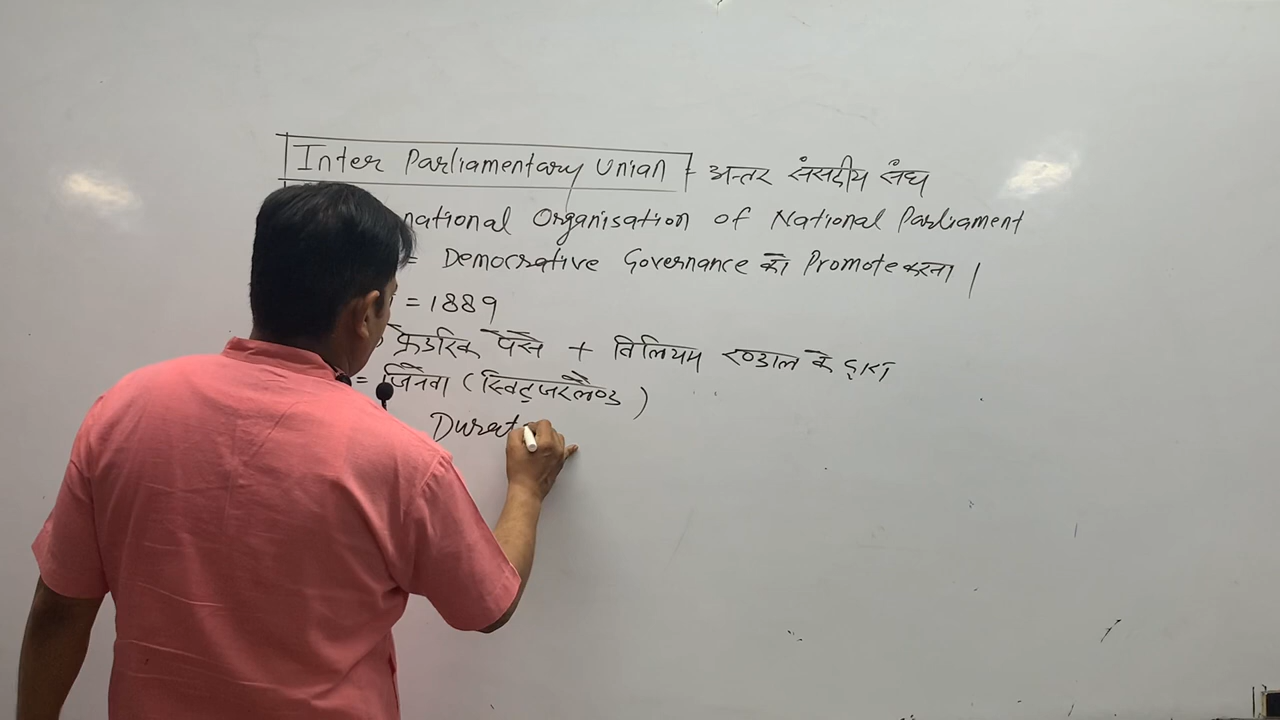 Inter Parliamentary Union - अन्तर संसदीय संघ
national Organisation of National Parliament
= Democrative Governance को Promote करना |
= 1889
फ्रेडरिक पैसे + विलियम रण्डाल के द्वारा
= जिनेवा (स्विट्जरलैण्ड)
Durat